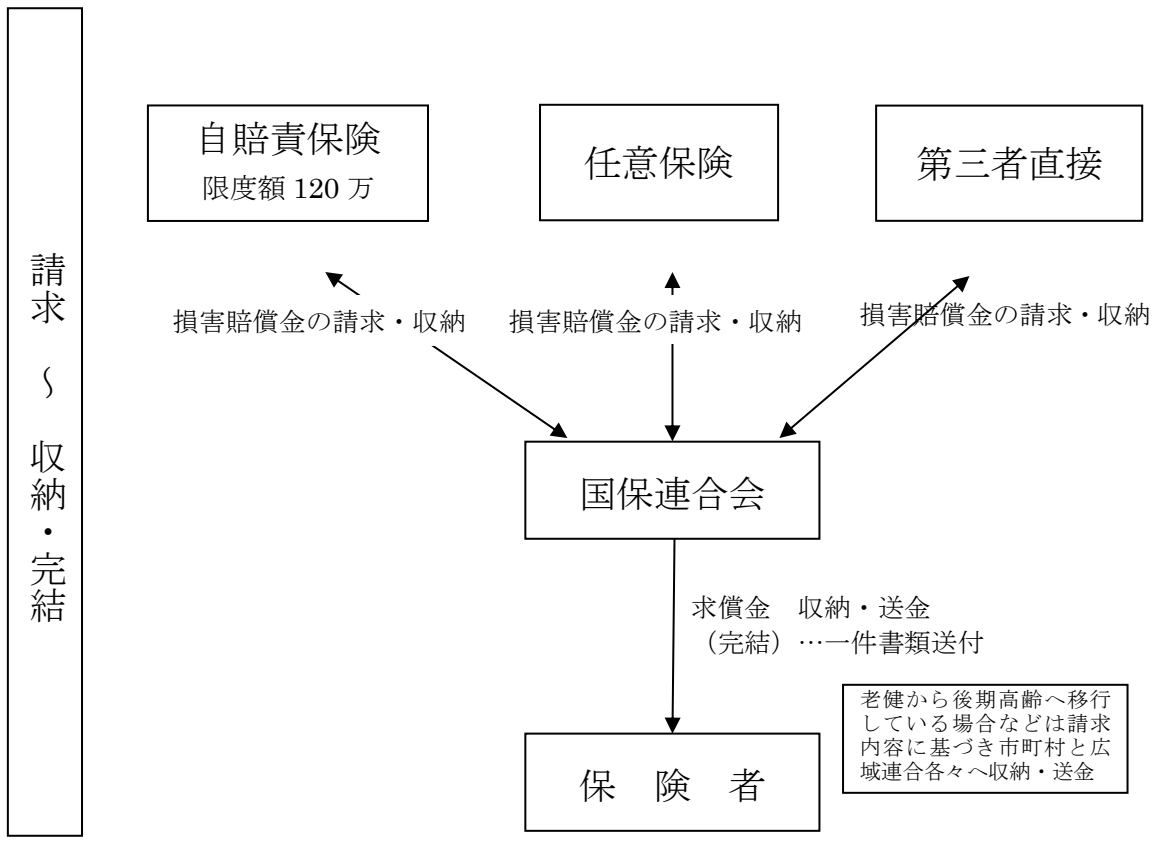 請求　～　収納・完結
自賠責保険
限度額 120 万
任意保険
第三者直接
損害賠償金の請求・収納
損害賠償金の請求・収納
損害賠償金の請求・収納
国保連合会
求償金　収納・送金
（完結）…一件書類送付
老健から後期高齢へ移行
している場合などは請求
内容に基づき市町村と広
域連合各々へ収納・送金
保　険　者